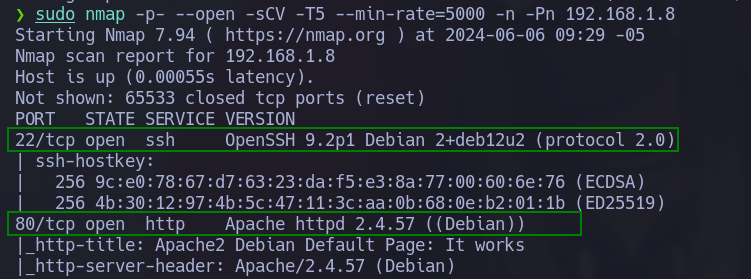 ❯ sudo nmap -p- --open -sCV -T5 --min-rate=5000 -n -Pn 192.168.1.8
Starting Nmap 7.94 ( https://nmap.org ) at 2024-06-06 09:29 -05
Nmap scan report for 192.168.1.8
Host is up (0.00055s latency).
Not shown: 65533 closed tcp ports (reset)
PORT   STATE SERVICE VERSION
22/tcp open  ssh     OpenSSH 9.2p1 Debian 2+deb12u2 (protocol 2.0)
| ssh-hostkey:
|   256 9c:e0:78:67:d7:63:23:da:f5:e3:8a:77:00:60:6e:76 (ECDSA)
|_  256 4b:30:12:97:4b:5c:47:11:3c:aa:0b:68:0e:b2:01:1b (ED25519)
80/tcp open  http    Apache httpd 2.4.57 ((Debian))
|_http-title: Apache2 Debian Default Page: It works
|_http-server-header: Apache/2.4.57 (Debian)